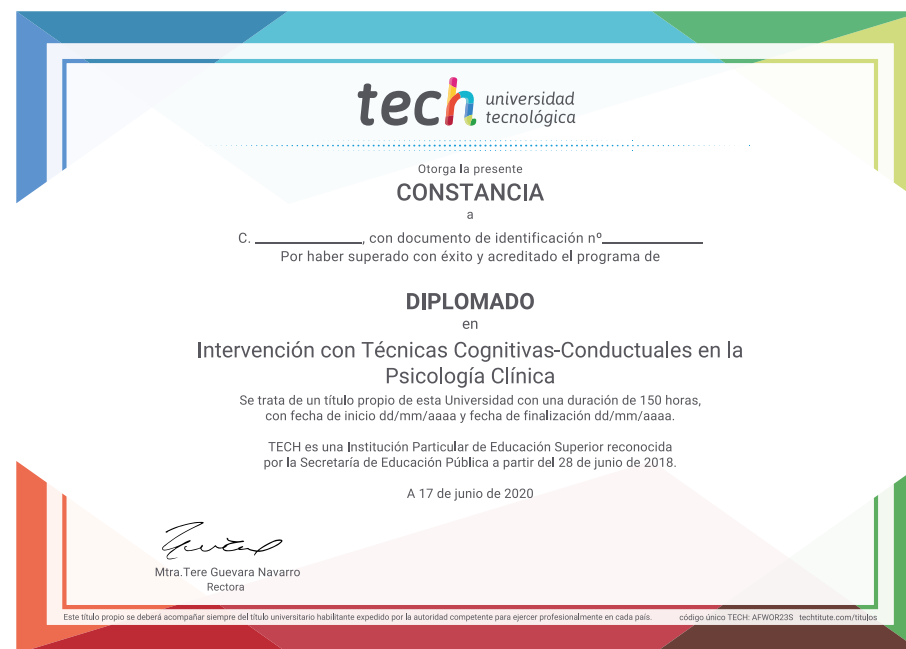 tech universidad
tecnológica
Otorga la presente
CONSTANCIA
a
C. ______________, con documento de identificación nº_____________
Por haber superado con éxito y acreditado el programa de
DIPLOMADO
en
Intervención con Técnicas Cognitivas-Conductuales en la
Psicología Clínica
Se trata de un título propio de esta Universidad con una duración de 150 horas,
con fecha de inicio dd/mm/aaaa y fecha de finalización dd/mm/aaaa.
TECH es una Institución Particular de Educación Superior reconocida
por la Secretaría de Educación Pública a partir del 28 de junio de 2018.
A 17 de junio de 2020
Mtra.Tere Guevara Navarro
Rectora
Este título propio se deberá acompañar siempre del título universitario habilitante expedido por la autoridad competente para ejercer profesionalmente en cada país. código único TECH: AFWOR23S techtitute.com/titulos